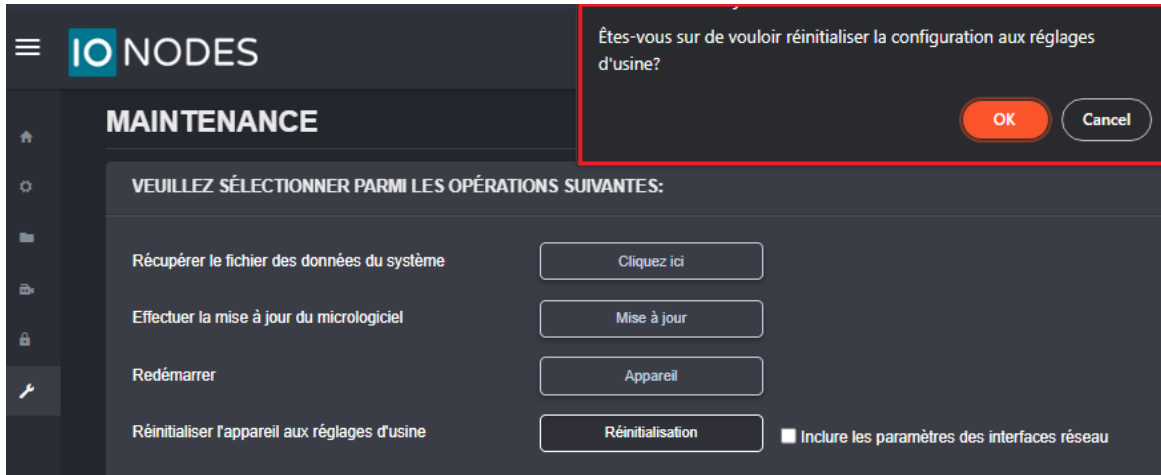 IO NODES
Êtes-vous sur de vouloir réinitialiser la configuration aux réglages
d'usine?
OK
Cancel
MAINTENANCE
VEUILLEZ SÉLECTIONNER PARMI LES OPÉRATIONS SUIVANTES:
Récupérer le fichier des données du système
Cliquez ici
Effectuer la mise à jour du micrologiciel
Mise à jour
Redémarrer
Appareil
Réinitialiser l'appareil aux réglages d'usine
Réinitialisation
Inclure les paramètres des interfaces réseau